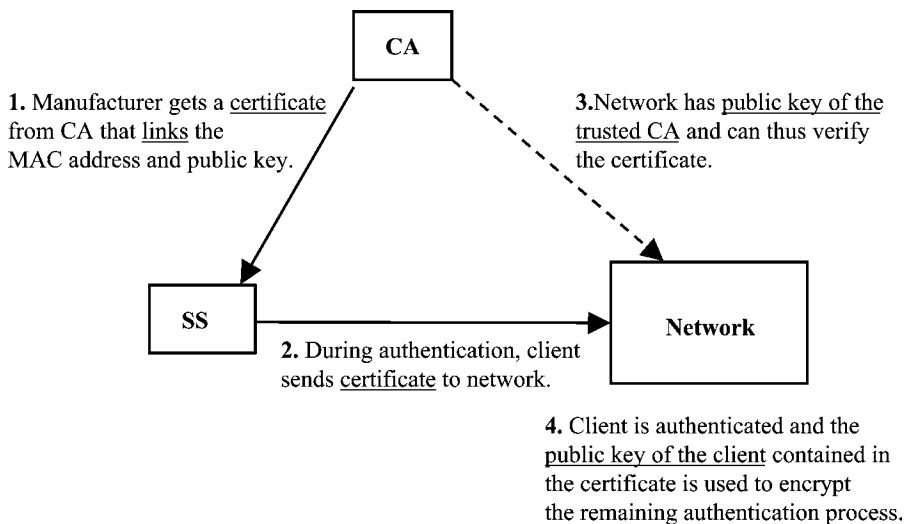 CA
1. Manufacturer gets a certificate
from CA that links the
MAC address and public key.
3.Network has public key of the
trusted CA and can thus verify
the certificate.
SS
Network
2. During authentication, client
sends certificate to network.
4. Client is authenticated and the
public key of the client contained in
the certificate is used to encrypt
the remaining authentication process.